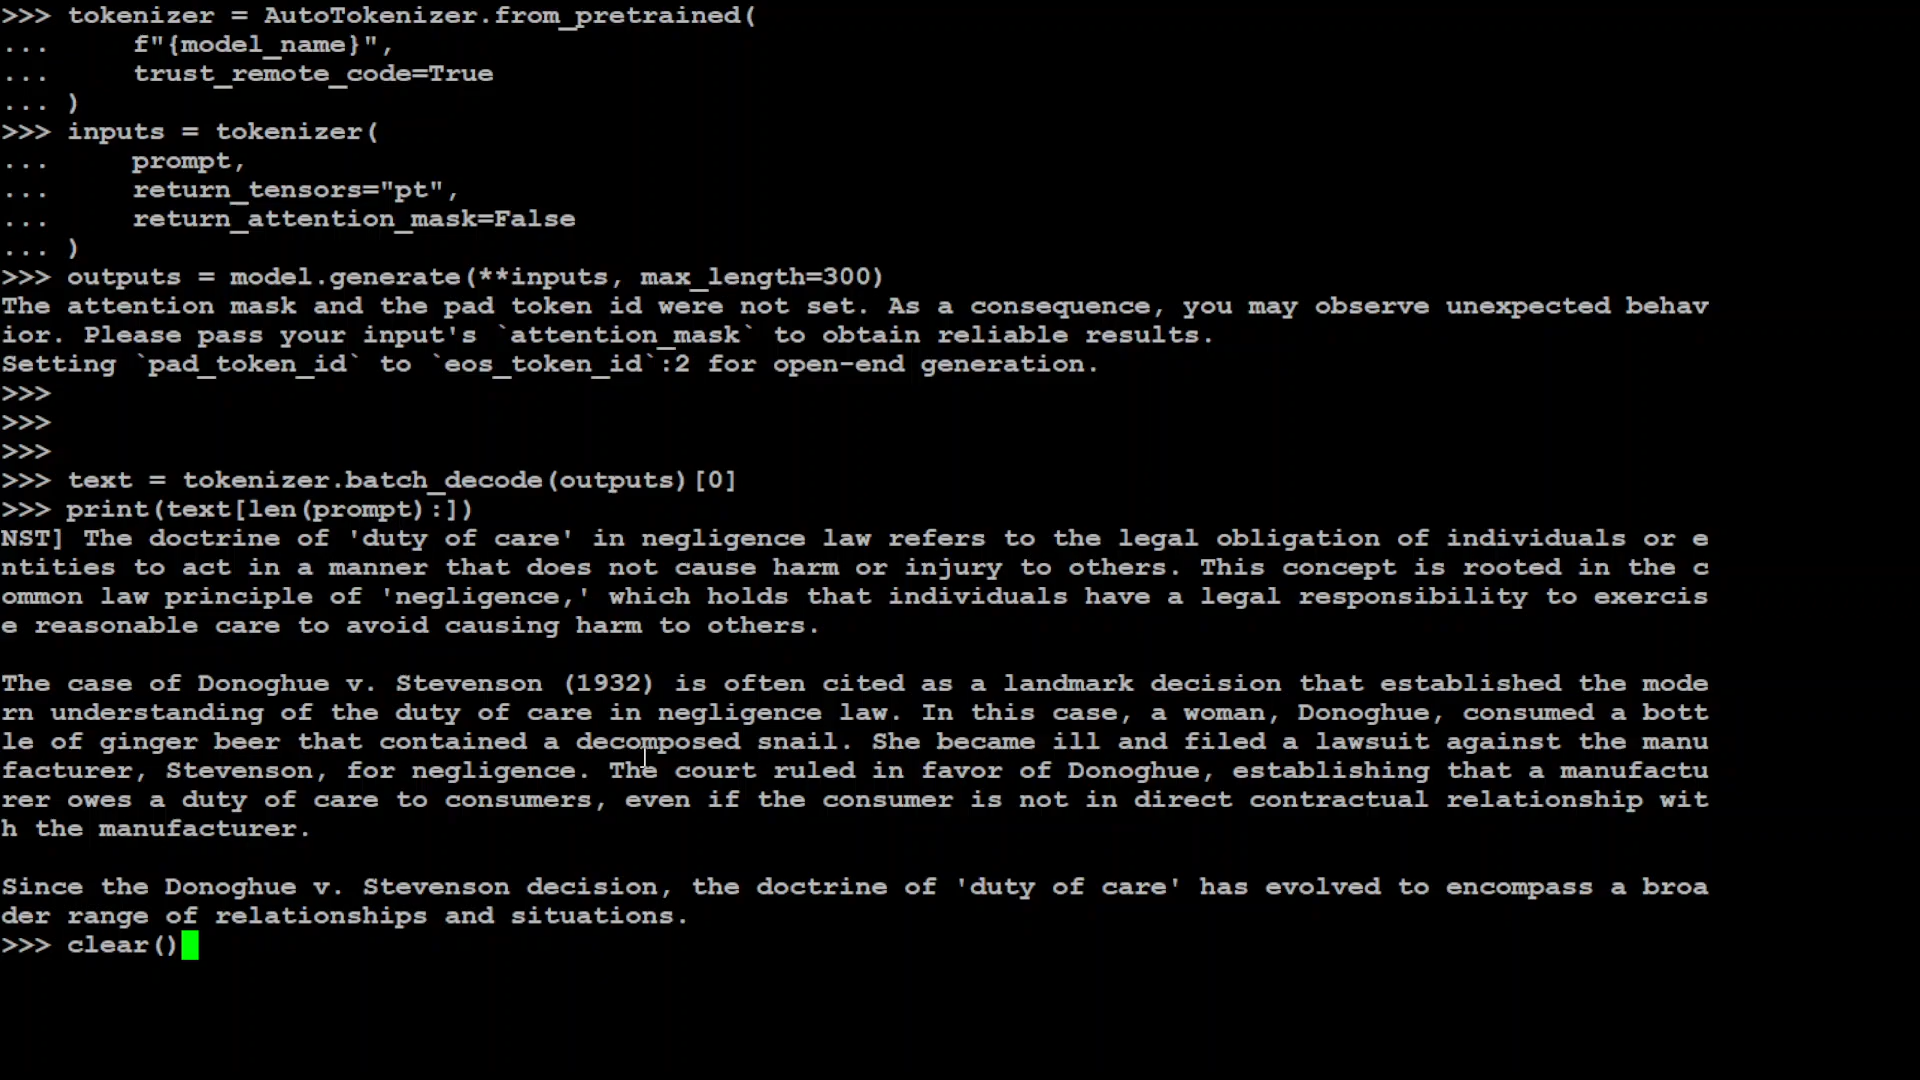 >>> tokenizer = AutoTokenizer.from_pretrained(
...     f"{model_name}",
...     trust_remote_code=True
... )
>>> inputs = tokenizer(
...     prompt,
...     return_tensors="pt",
...     return_attention_mask=False
... )
>>> outputs = model.generate(**inputs, max_length=300)
The attention mask and the pad token id were not set. As a consequence, you may observe unexpected behav
ior. Please pass your input's `attention_mask` to obtain reliable results.
Setting `pad_token_id` to `eos_token_id`:2 for open-end generation.
>>>
>>>
>>>
>>> text = tokenizer.batch_decode(outputs)[0]
>>> print(text[len(prompt):])
NST] The doctrine of 'duty of care' in negligence law refers to the legal obligation of individuals or e
ntities to act in a manner that does not cause harm or injury to others. This concept is rooted in the c
ommon law principle of 'negligence,' which holds that individuals have a legal responsibility to exercis
e reasonable care to avoid causing harm to others.

The case of Donoghue v. Stevenson (1932) is often cited as a landmark decision that established the mode
rn understanding of the duty of care in negligence law. In this case, a woman, Donoghue, consumed a bott
le of ginger beer that contained a decomposed snail. She became ill and filed a lawsuit against the manu
facturer, Stevenson, for negligence. The court ruled in favor of Donoghue, establishing that a manufactu
rer owes a duty of care to consumers, even if the consumer is not in direct contractual relationship wit
h the manufacturer.

Since the Donoghue v. Stevenson decision, the doctrine of 'duty of care' has evolved to encompass a broa
der range of relationships and situations.
>>> clear()